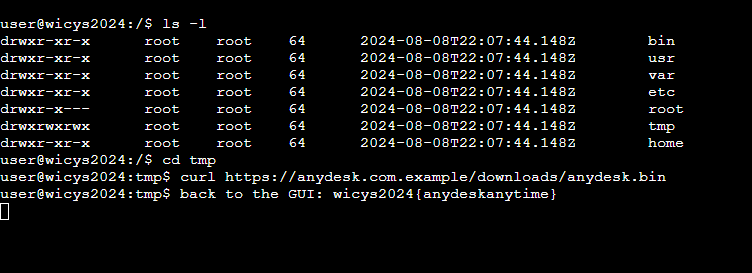 user@wicys2024:/$ ls -l
drwxr-xr-x root root 64 2024-08-08T22:07:44.148Z bin
drwxr-xr-x root root 64 2024-08-08T22:07:44.148Z usr
drwxr-xr-x root root 64 2024-08-08T22:07:44.148Z var
drwxr-xr-x root root 64 2024-08-08T22:07:44.148Z etc
drwxr-x--- root root 64 2024-08-08T22:07:44.148Z root
drwxrwxrwx root root 64 2024-08-08T22:07:44.148Z tmp
drwxr-xr-x root root 64 2024-08-08T22:07:44.148Z home
user@wicys2024:/$ cd tmp
user@wicys2024:tmp$ curl https://anydesk.com.example/downloads/anydesk.bin
user@wicys2024:tmp$ back to the GUI: wicys2024{anydeskanytime}